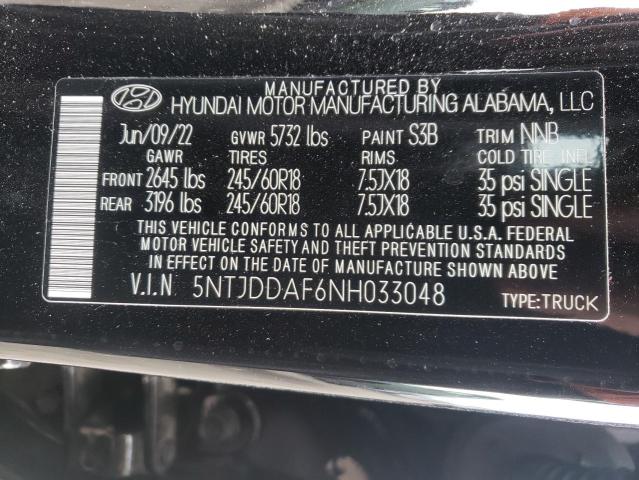 MANUFACTURED BY
HYUNDAI MOTOR MANUFACTURING ALABAMA, LLC
Jun/09/22 GVWR 5732 lbs PAINT S3B TRIM NNB
GAWR TIRES RIMS COLD TIRE INFL
FRONT 2645 lbs 245/60R18 7.5JX18 35 psi SINGLE
REAR 3196 lbs 245/60R18 7.5JX18 35 psi SINGLE
THIS VEHICLE CONFORMS TO ALL APPLICABLE U.S.A. FEDERAL
MOTOR VEHICLE SAFETY AND THEFT PREVENTION STANDARDS
IN EFFECT ON THE DATE OF MANUFACTURE SHOWN ABOVE
V.I.N 5NTJDDAF6NH033048 TYPE:TRUCK